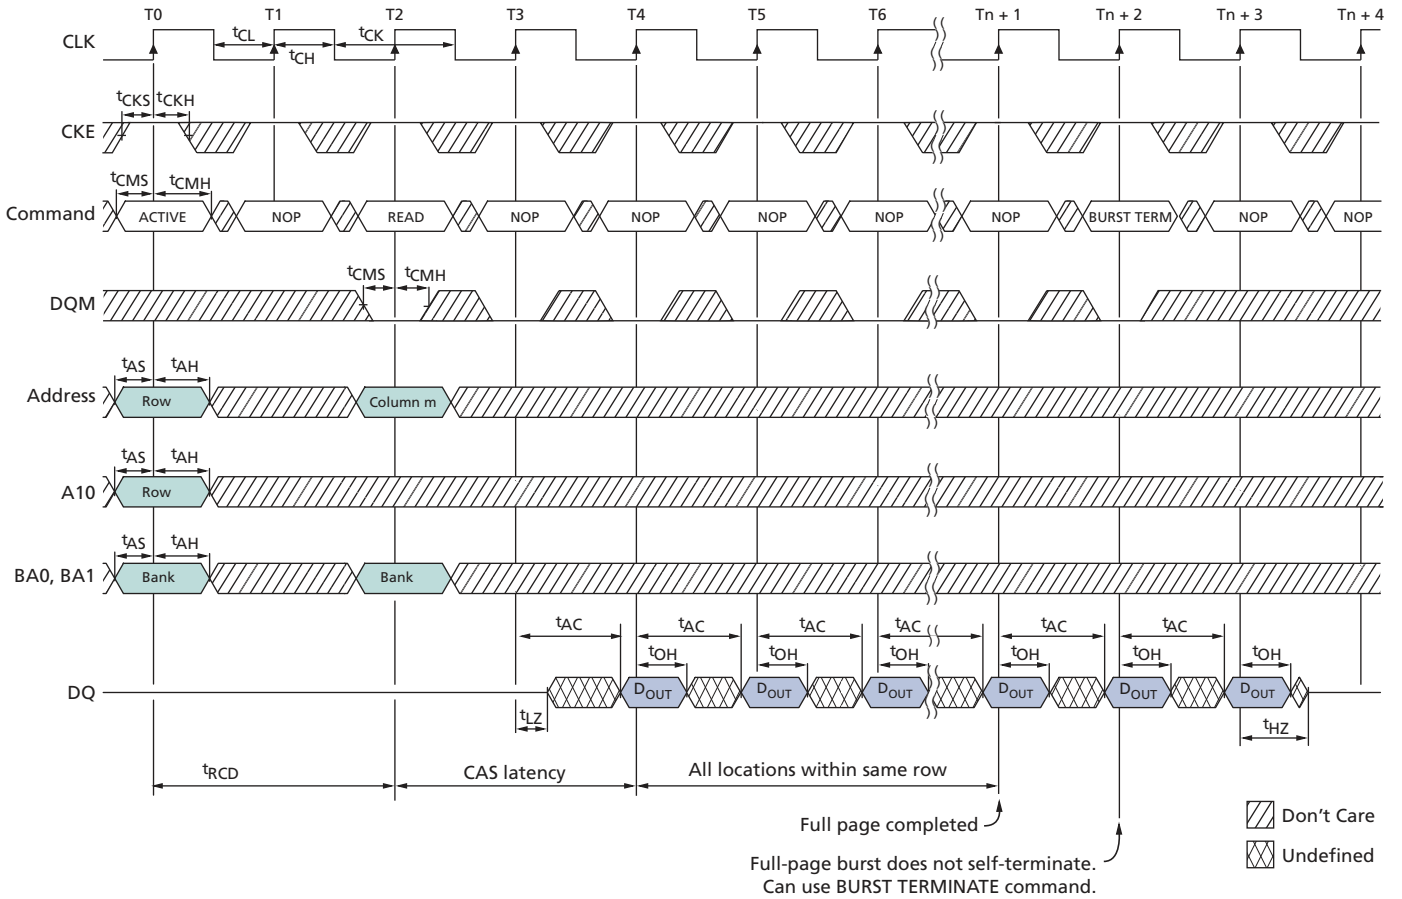 T0 T1 T2 T3 T4 T5 T6 Tn + 1 Tn + 2 Tn + 3 Tn + 4
CLK tCL tCH tCK
tCKS tCKH
CKE
tCMS tCMH
Command ACTIVE NOP READ NOP NOP NOP NOP NOP BURST TERM NOP NOP
tCMS tCMH
DQM
tAS tAH
Address Row Column m
tAS tAH
A10 Row
tAS tAH
BA0, BA1 Bank Bank
tAC tAC tAC tAC tAC tAC
tOH tOH tOH tOH tOH tOH
DQ DOUT DOUT DOUT DOUT DOUT DOUT
tLZ tHZ
tRCD CAS latency All locations within same row
Full page completed
Don't Care
Full-page burst does not self-terminate.
Can use BURST TERMINATE command.
Undefined